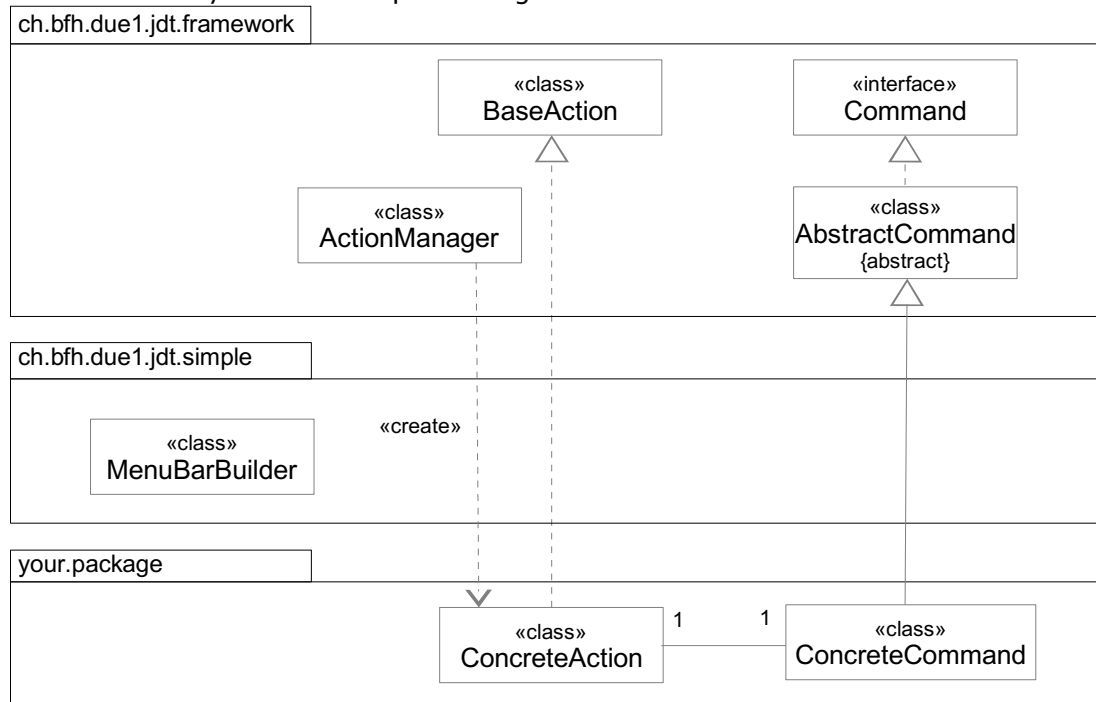 ch.bfh.due1.jdt.framework
«class»
BaseAction
«interface»
Command
«class»
ActionManager
«class»
AbstractCommand
{abstract}
ch.bfh.due1.jdt.simple
«create»
«class»
MenuBarBuilder
your.package
«class»
ConcreteAction
1
1
«class»
ConcreteCommand